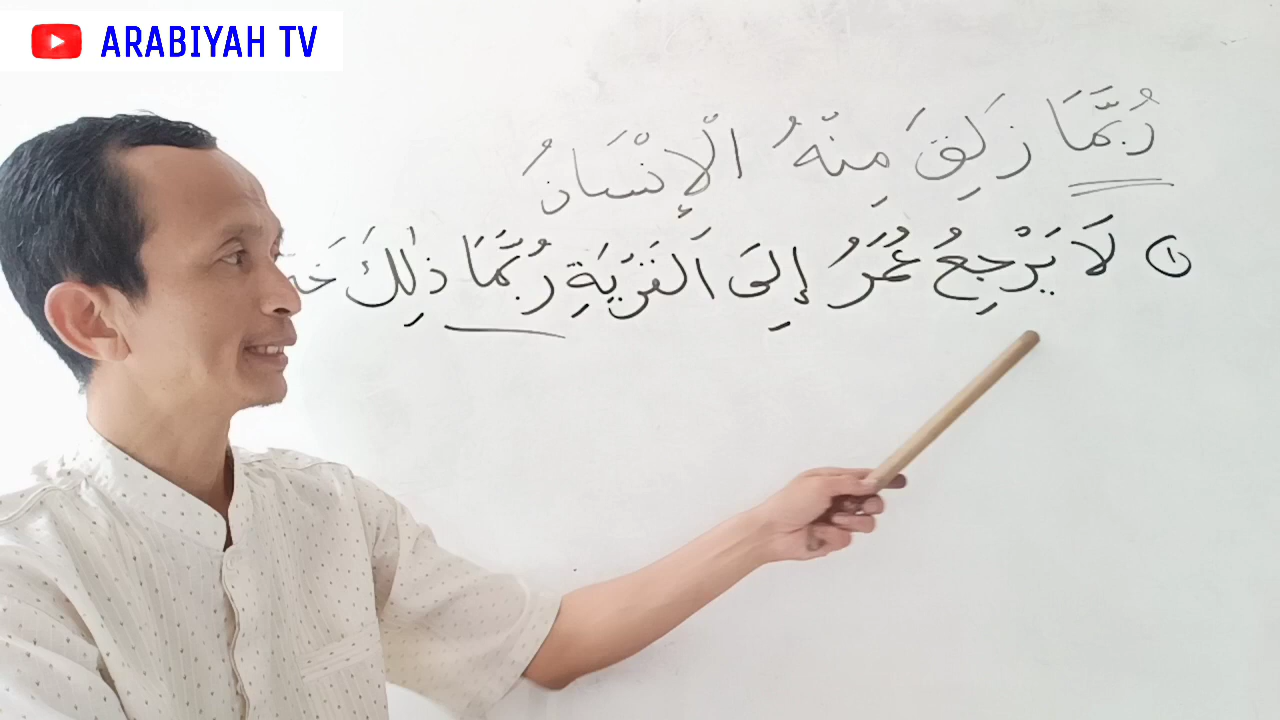 ARABIYAH TV
رُبَّمَا زَلِقَ مِنْهُ الْإِنْسَانُ
١ لَا يَرْجِعُ عُمَرُ إِلَى الْقَرْيَةِ رُبَّمَا ذٰلِكَ